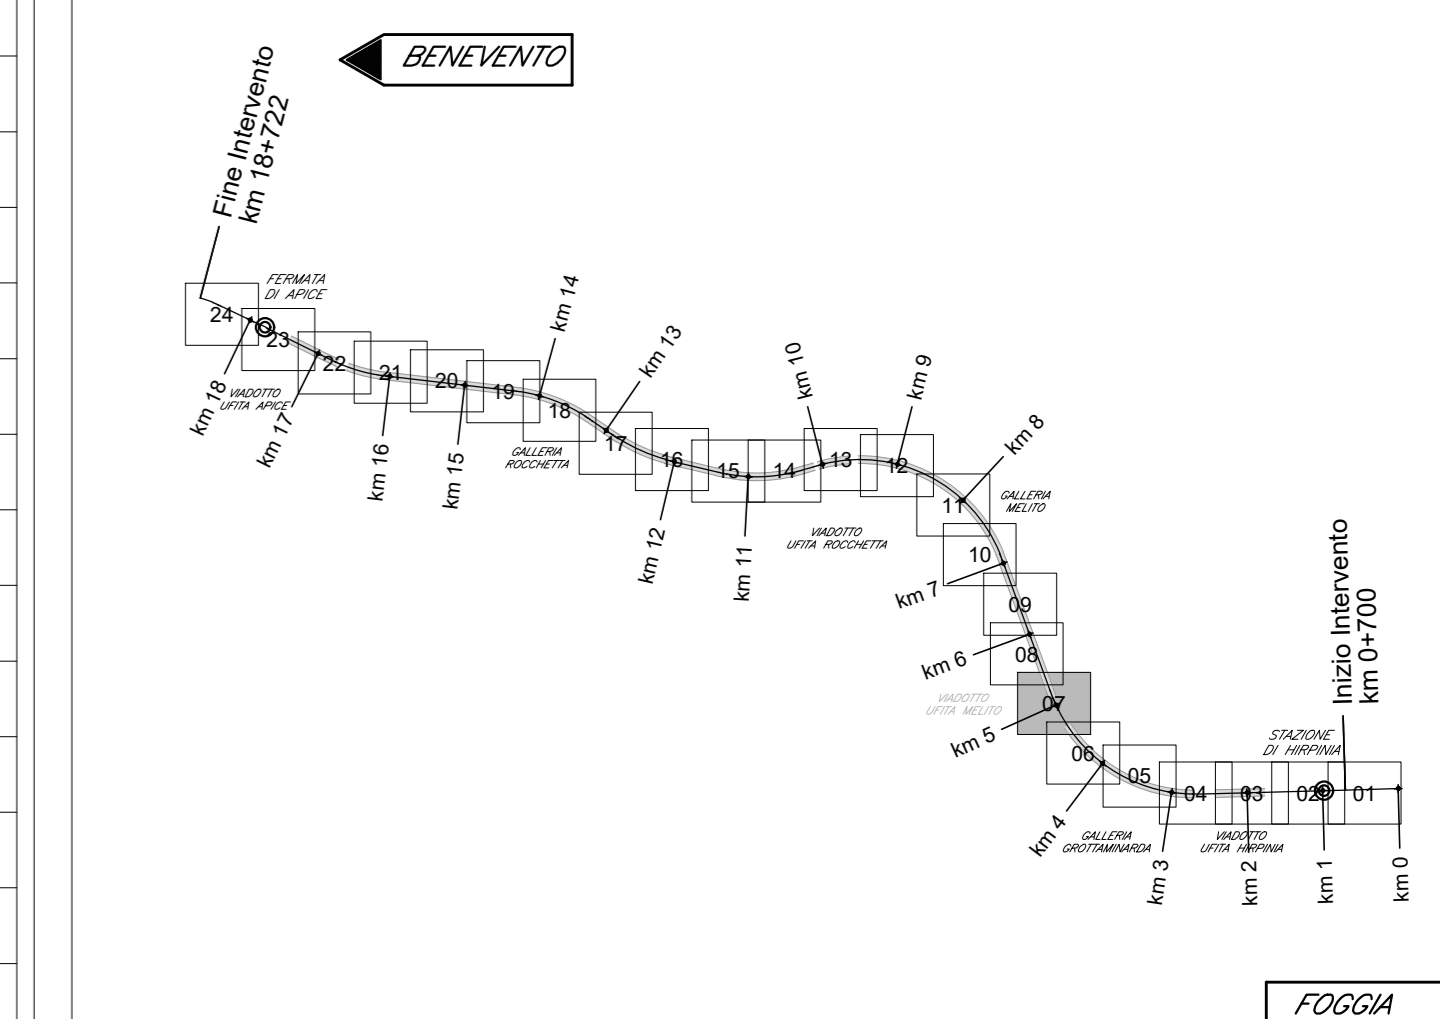 BENEVENTO
Fine Intervento
km 18+722
FERMATA
DI APICE
24
23
22
21
20
19
18
17
16
15
14
13
12
11
10
09
08
07
06
05
04
03
02
01
km 18
VIADOTTO
UFITA APICE
km 17
km 16
km 15
km 14
GALLERIA
ROCCHETTA
km 13
km 12
km 11
km 10
VIADOTTO
UFITA ROCCHETTA
km 9
km 8
GALLERIA
MELITO
km 7
km 6
VIADOTTO
UFITA MELITO
km 5
km 4
GALLERIA
GROTTAMINARDA
km 3
VIADOTTO
UFITA HIRPINIA
km 2
STAZIONE
DI HIRPINIA
km 1
km 0
Inizio Intervento
km 0+700
FOGGIA